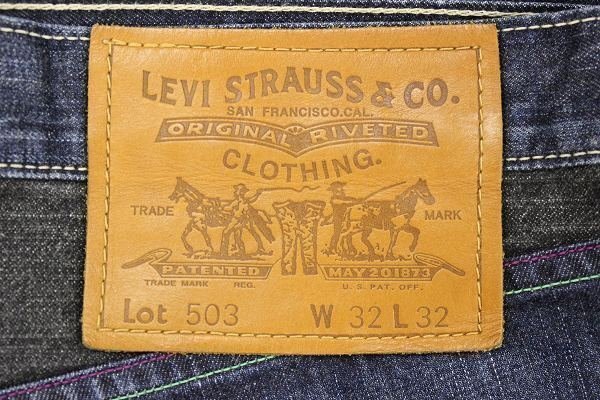 LEVI STRAUSS & CO.
SAN FRANCISCO.CAL.
ORIGINAL RIVETED
CLOTHING.
TRADE MARK
PATENTED MAY 20 1873
TRADE MARK REG. U.S. PAT. OFF.
Lot 503 W 32 L 32